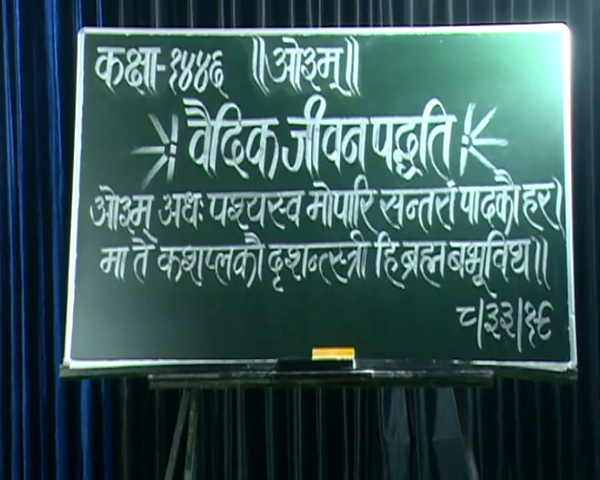 कक्षा-१४४६ ॥ओ३म्॥
वैदिक जीवन पद्धति
ओ३म् अधः पश्यस्व मोपरि सन्तरां पादकौ हर।
मा ते कशप्लकौ दृशन्त्स्त्री हि ब्रह्मा बभूविथ॥
८|३३|१९